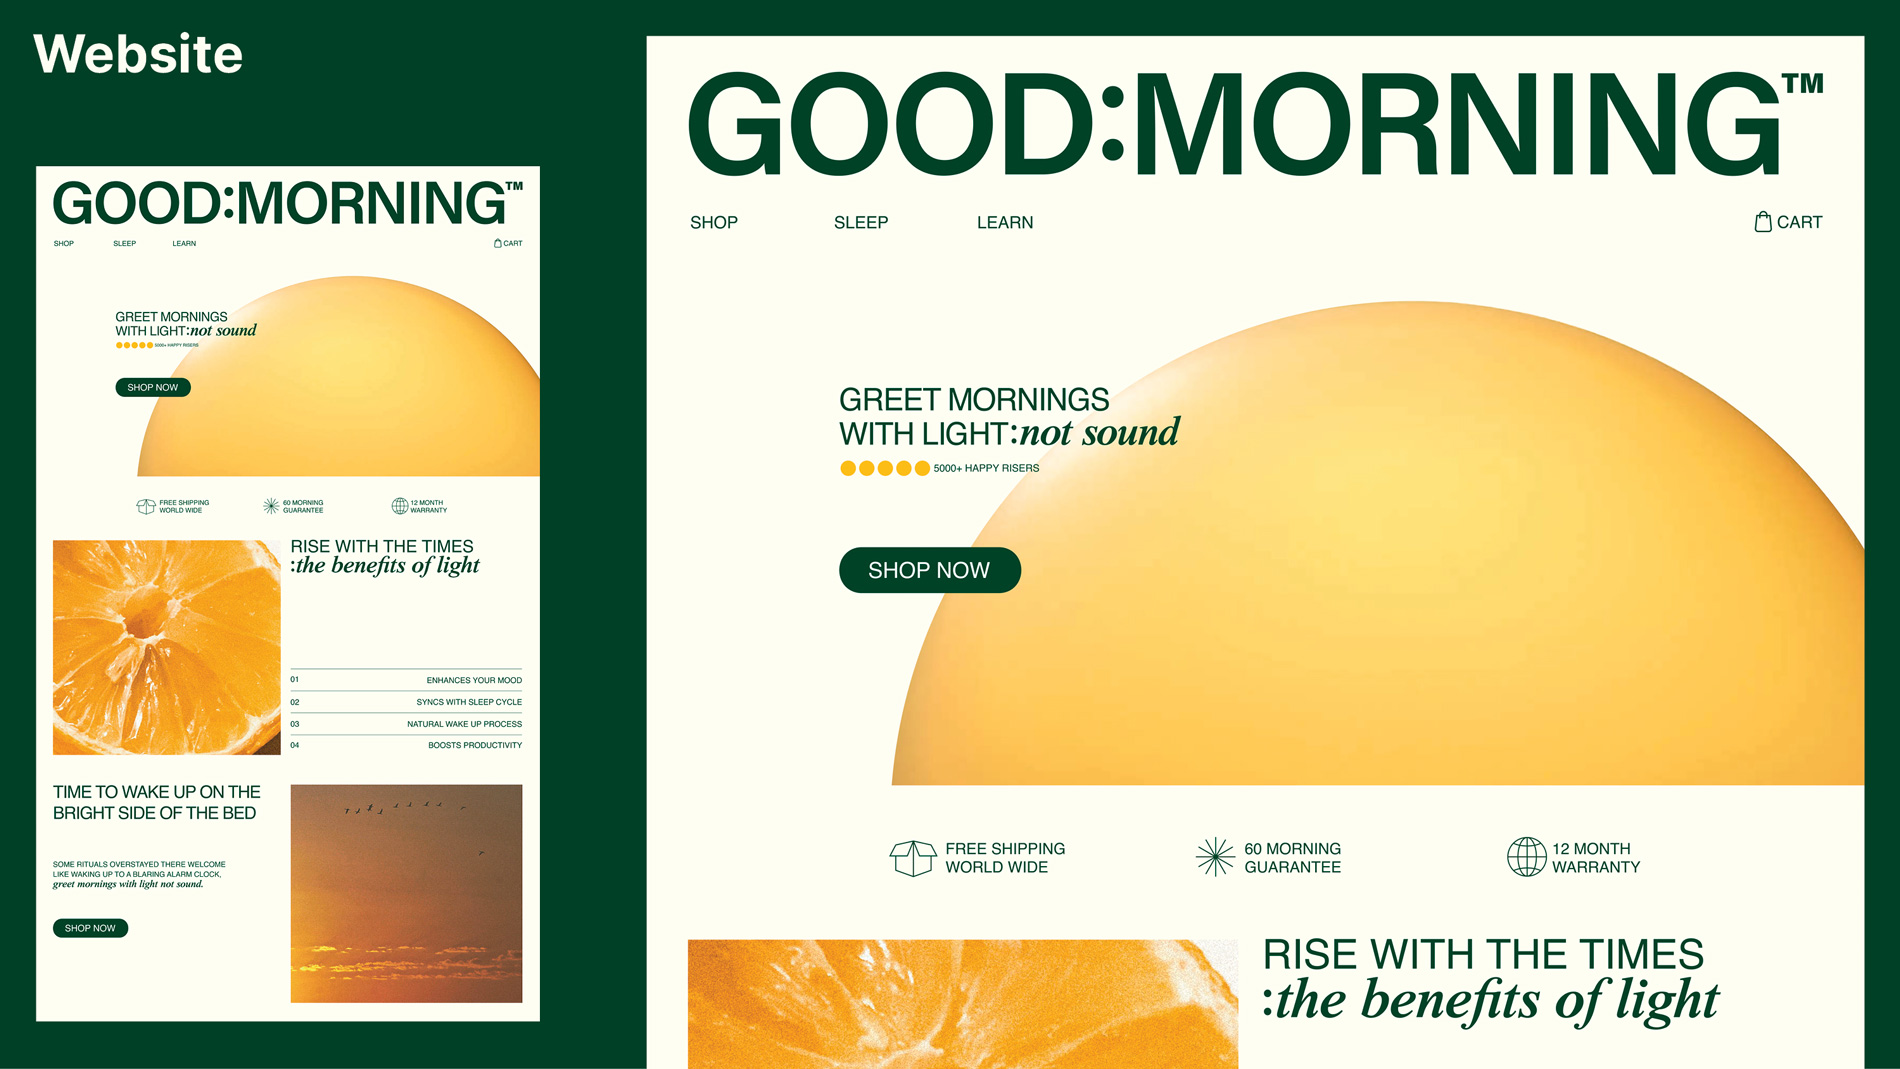 Website
GOOD:MORNING™
SHOP
SLEEP
LEARN
CART
GREET MORNINGS
WITH LIGHT:not sound
5000+ HAPPY RISERS
SHOP NOW
FREE SHIPPING
WORLD WIDE
60 MORNING
GUARANTEE
12 MONTH
WARRANTY
RISE WITH THE TIMES
:the benefits of light
01 ENHANCES YOUR MOOD
02 SYNCS WITH SLEEP CYCLE
03 NATURAL WAKE UP PROCESS
04 BOOSTS PRODUCTIVITY
TIME TO WAKE UP ON THE
BRIGHT SIDE OF THE BED
SOME RITUALS OVERSTAYED THERE WELCOME
LIKE WAKING UP TO A BLARING ALARM CLOCK,
greet mornings with light not sound.
SHOP NOW
GOOD:MORNING™
SHOP
SLEEP
LEARN
CART
GREET MORNINGS
WITH LIGHT:not sound
5000+ HAPPY RISERS
SHOP NOW
FREE SHIPPING
WORLD WIDE
60 MORNING
GUARANTEE
12 MONTH
WARRANTY
RISE WITH THE TIMES
:the benefits of light